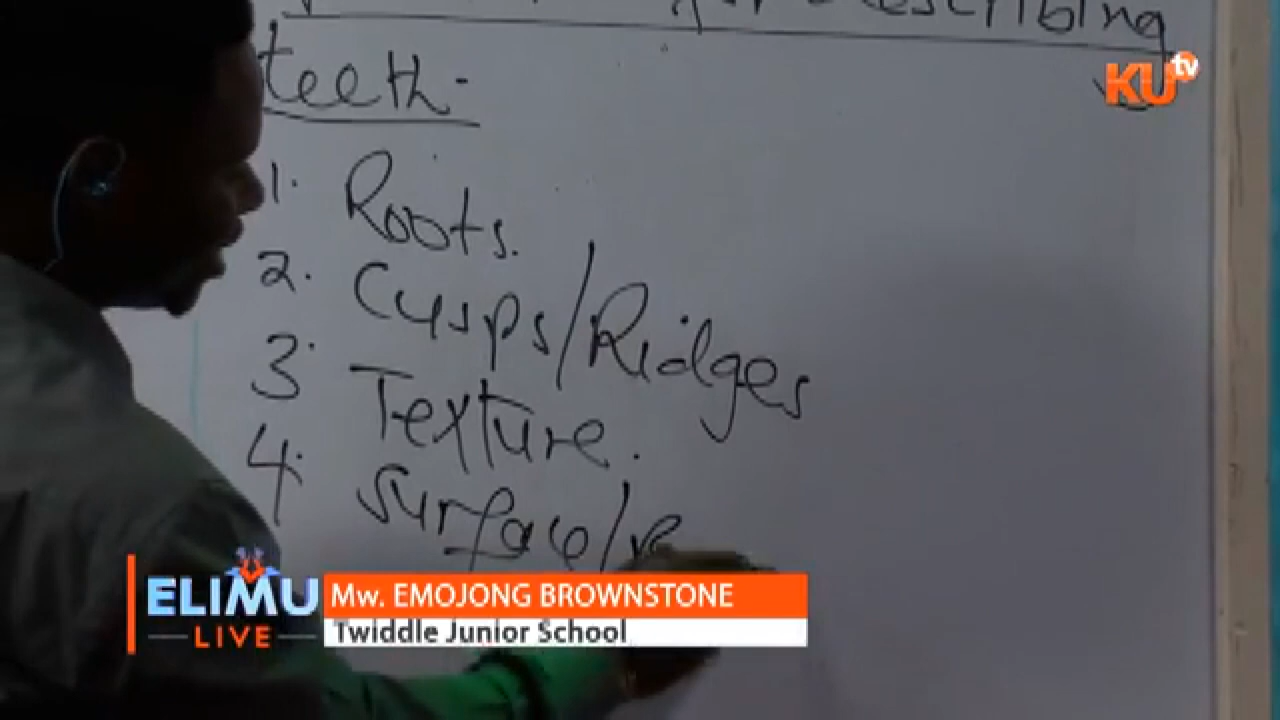 describing
teeth-
1. Roots.
2. Cusps/Ridges
3. Texture.
4. Surface/
KU tv
ELIMU LIVE
Mw. EMOJONG BROWNSTONE
Twiddle Junior School